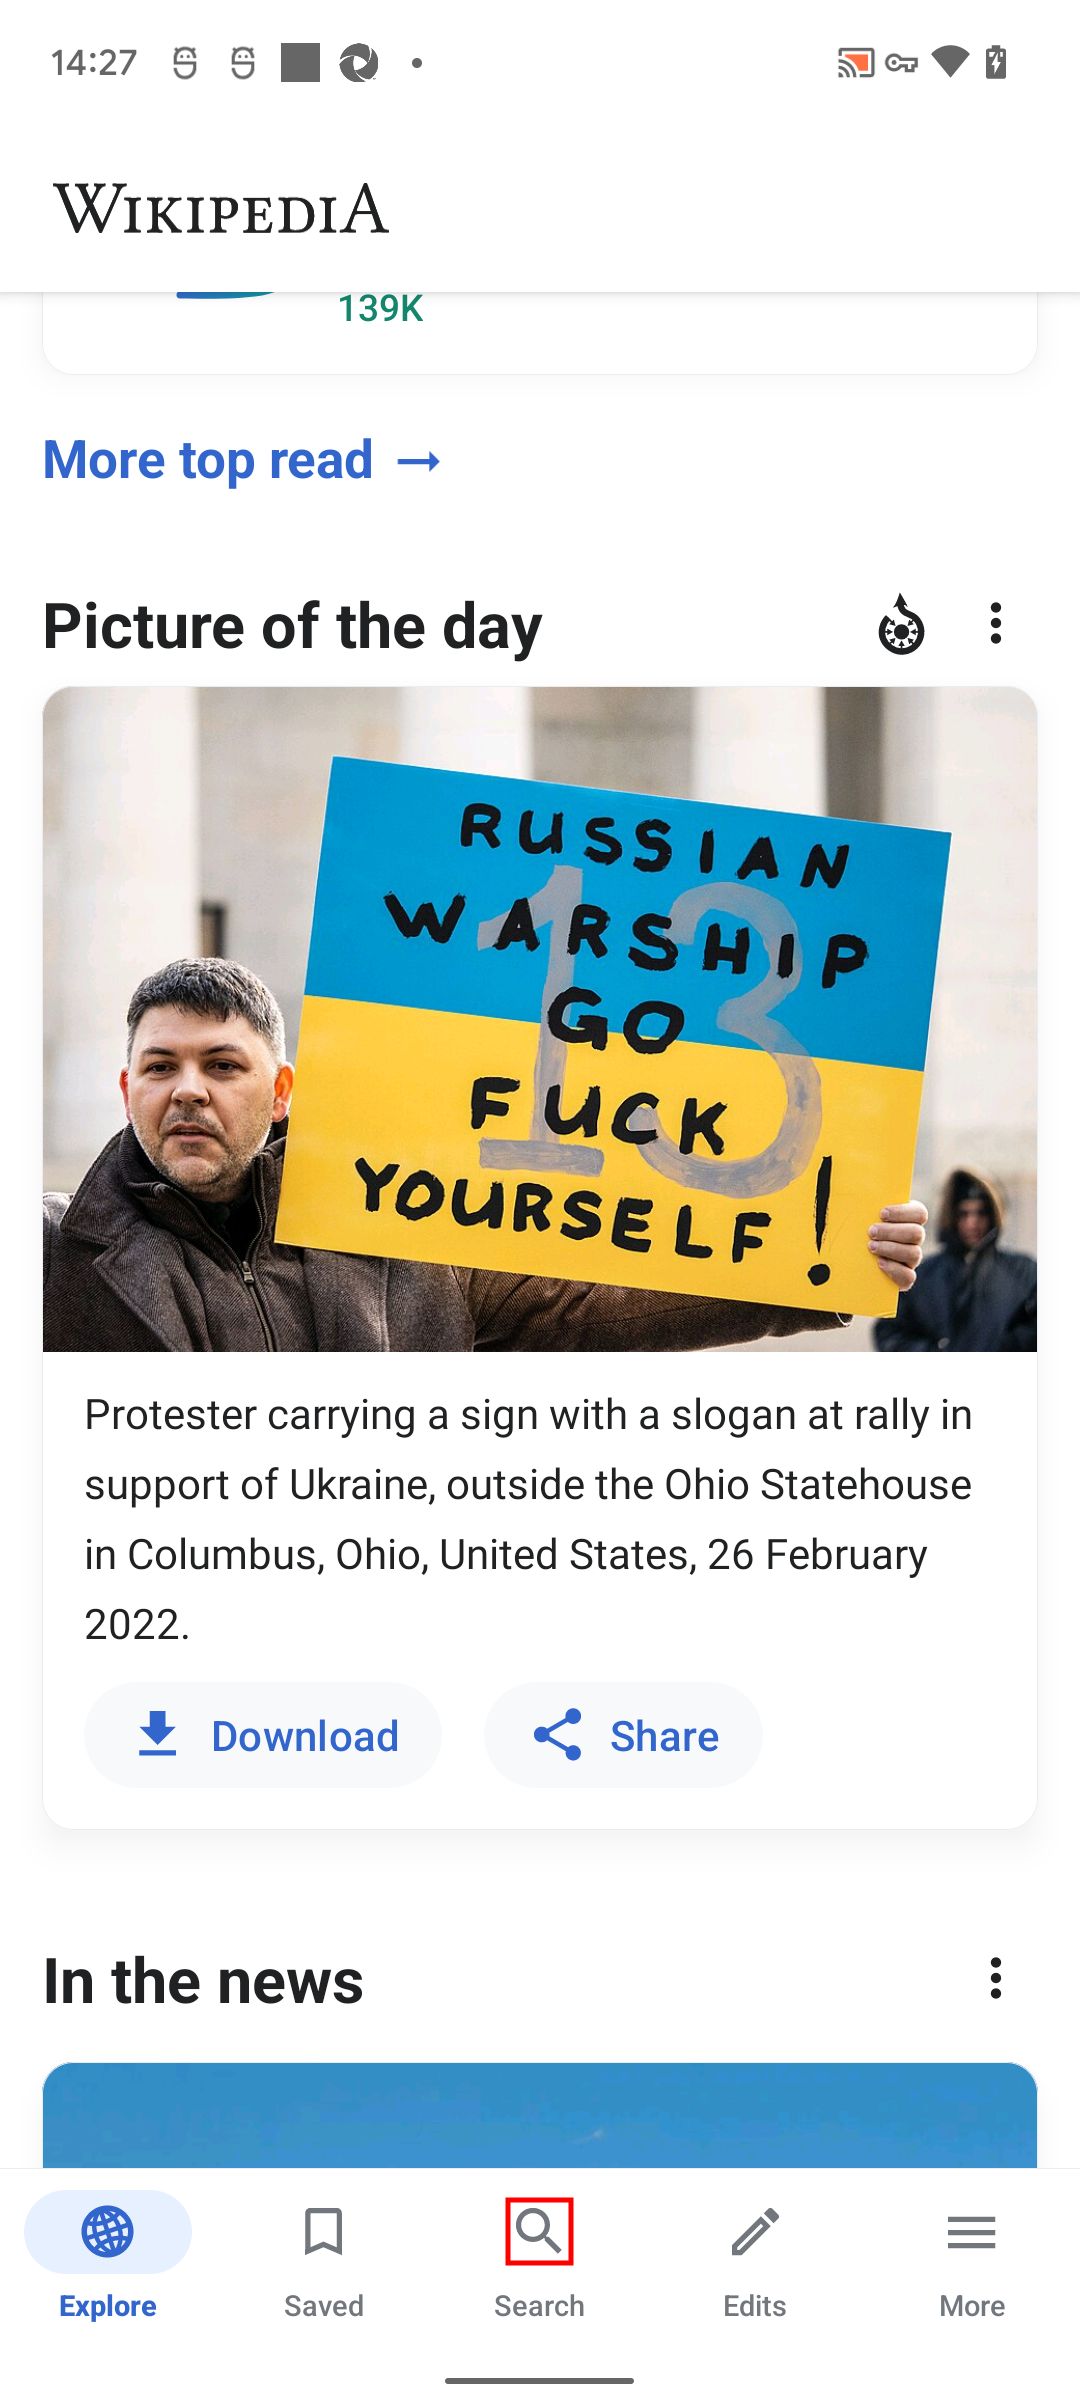 14:27
WIKIPEDIA
139K
More top read →
Picture of the day
RUSSIAN
WARSHIP
GO
FUCK
YOURSELF!
13
Protester carrying a sign with a slogan at rally in
support of Ukraine, outside the Ohio Statehouse
in Columbus, Ohio, United States, 26 February
2022.
Download Share
In the news
Explore Saved Search Edits More